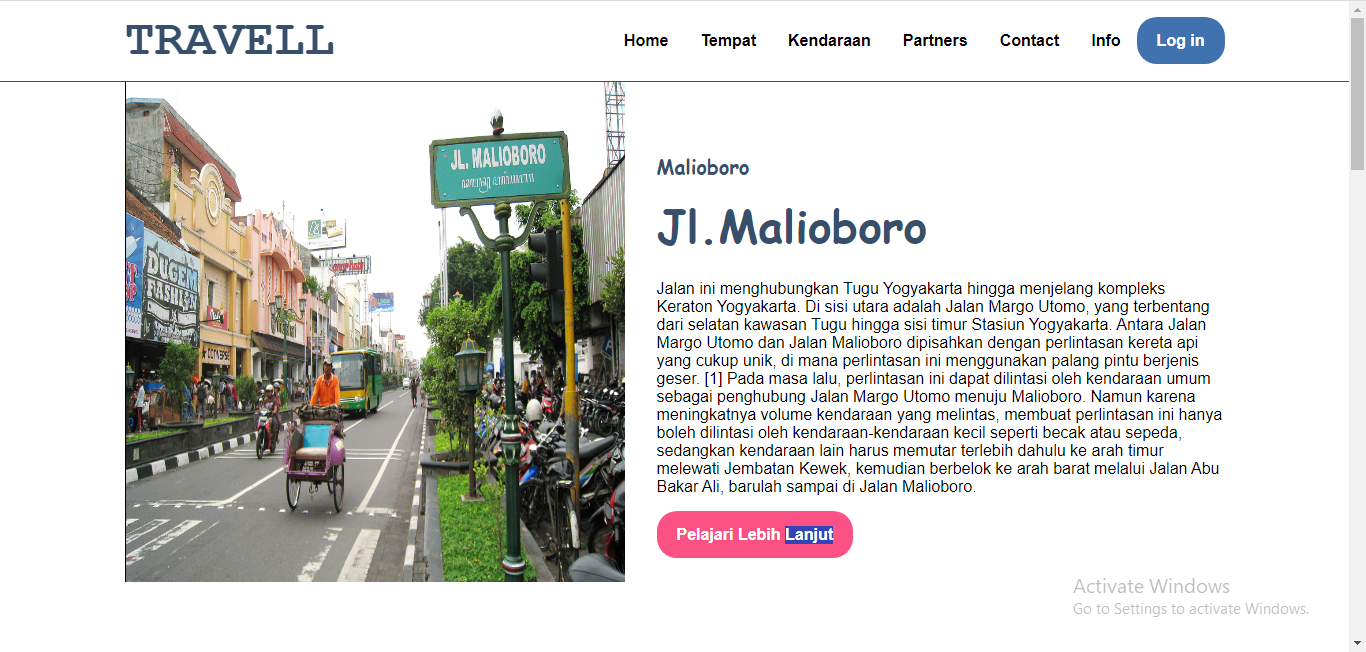 TRAVELL
Home Tempat Kendaraan Partners Contact Info Log in
JL. MALIOBORO
DUGEM
FASHION
Malioboro
Jl.Malioboro
Jalan ini menghubungkan Tugu Yogyakarta hingga menjelang kompleks
Keraton Yogyakarta. Di sisi utara adalah Jalan Margo Utomo, yang terbentang
dari selatan kawasan Tugu hingga sisi timur Stasiun Yogyakarta. Antara Jalan
Margo Utomo dan Jalan Malioboro dipisahkan dengan perlintasan kereta api
yang cukup unik, di mana perlintasan ini menggunakan palang pintu berjenis
geser. [1] Pada masa lalu, perlintasan ini dapat dilintasi oleh kendaraan umum
sebagai penghubung Jalan Margo Utomo menuju Malioboro. Namun karena
meningkatnya volume kendaraan yang melintas, membuat perlintasan ini hanya
boleh dilintasi oleh kendaraan-kendaraan kecil seperti becak atau sepeda,
sedangkan kendaraan lain harus memutar terlebih dahulu ke arah timur
melewati Jembatan Kewek, kemudian berbelok ke arah barat melalui Jalan Abu
Bakar Ali, barulah sampai di Jalan Malioboro.
Pelajari Lebih Lanjut
Activate Windows
Go to Settings to activate Windows.